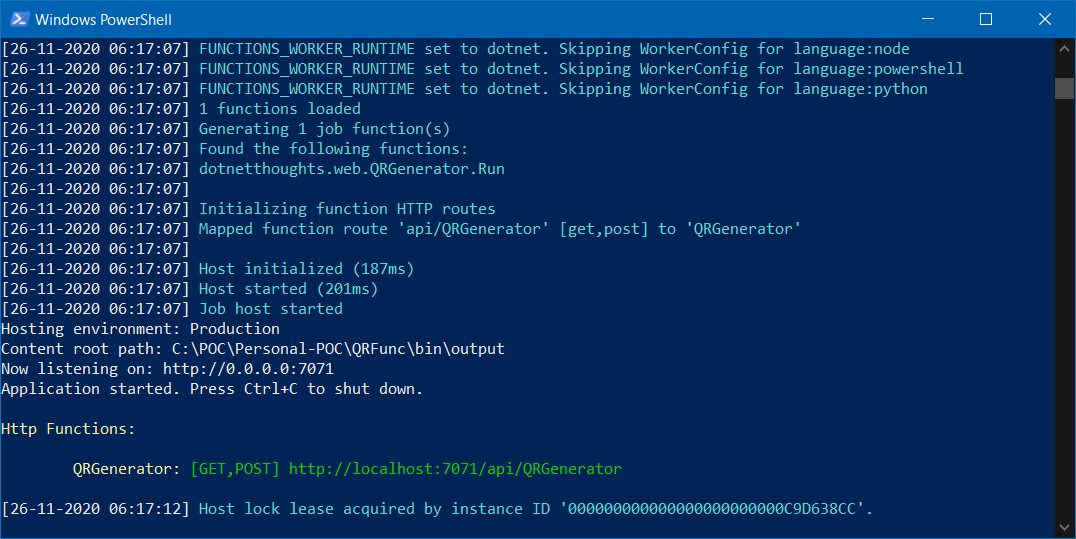 Windows PowerShell
[26-11-2020 06:17:07] FUNCTIONS_WORKER_RUNTIME set to dotnet. Skipping WorkerConfig for language:node
[26-11-2020 06:17:07] FUNCTIONS_WORKER_RUNTIME set to dotnet. Skipping WorkerConfig for language:powershell
[26-11-2020 06:17:07] FUNCTIONS_WORKER_RUNTIME set to dotnet. Skipping WorkerConfig for language:python
[26-11-2020 06:17:07] 1 functions loaded
[26-11-2020 06:17:07] Generating 1 job function(s)
[26-11-2020 06:17:07] Found the following functions:
[26-11-2020 06:17:07] dotnetthoughts.web.QRGenerator.Run
[26-11-2020 06:17:07]
[26-11-2020 06:17:07] Initializing function HTTP routes
[26-11-2020 06:17:07] Mapped function route 'api/QRGenerator' [get,post] to 'QRGenerator'
[26-11-2020 06:17:07]
[26-11-2020 06:17:07] Host initialized (187ms)
[26-11-2020 06:17:07] Host started (201ms)
[26-11-2020 06:17:07] Job host started
Hosting environment: Production
Content root path: C:\POC\Personal-POC\QRFunc\bin\output
Now listening on: http://0.0.0.0:7071
Application started. Press Ctrl+C to shut down.
Http Functions:
QRGenerator: [GET,POST] http://localhost:7071/api/QRGenerator
[26-11-2020 06:17:12] Host lock lease acquired by instance ID '000000000000000000000000C9D638CC'.